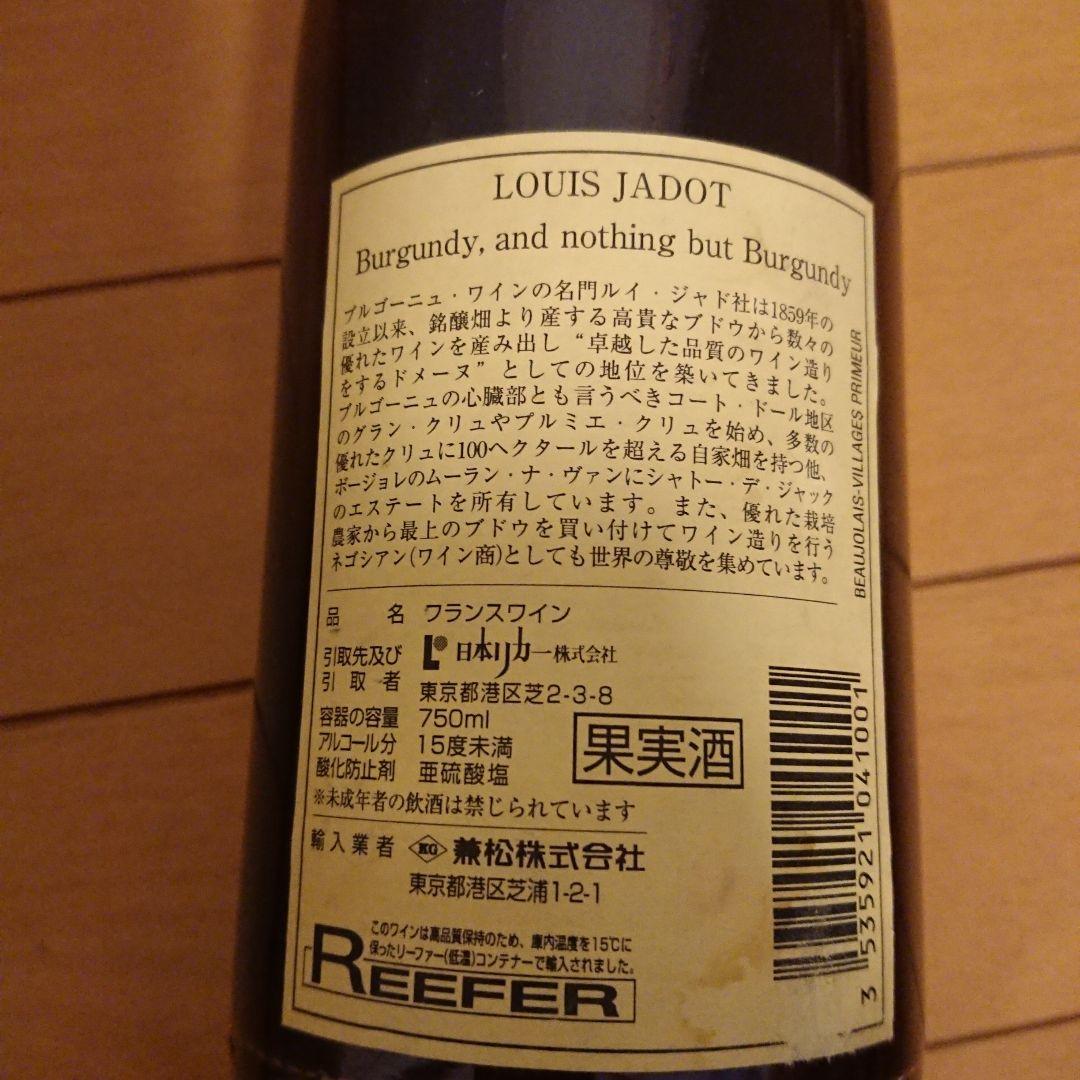 LOUIS JADOT
Burgundy, and nothing but Burgundy
ブルゴーニュ・ワインの名門ルイ・ジャド社は1859年の
設立以来、銘醸畑より産する高貴なブドウから数々の
優れたワインを産み出し“卓越した品質のワイン造り
をするドメーヌ”としての地位を築いてきました。
ブルゴーニュの心臓部とも言うべきコート・ドール地区
のグラン・クリュやプルミエ・クリュを始め、多数の
優れたクリュに100ヘクタールを超える自家畑を持つ他、
ボージョレのムーラン・ナ・ヴァンにシャトー・デ・ジャック
のエステートを所有しています。また、優れた栽培
農家から最上のブドウを買い付けてワイン造りを行う
ネゴシアン(ワイン商)としても世界の尊敬を集めています。
BEAUJOLAIS-VILLAGES PRIMEUR
品名 フランスワイン
引取先及び 日本リカー株式会社
引取者 東京都港区芝2-3-8
容器の容量 750ml
アルコール分 15度未満
酸化防止剤 亜硫酸塩
果実酒
※未成年者の飲酒は禁じられています
輸入業者 KG 兼松株式会社
東京都港区芝浦1-2-1
このワインは高品質保持のため、庫内温度を15℃に
保ったリーファー(低温)コンテナーで輸入されました。
REEFER
3 535921 041001